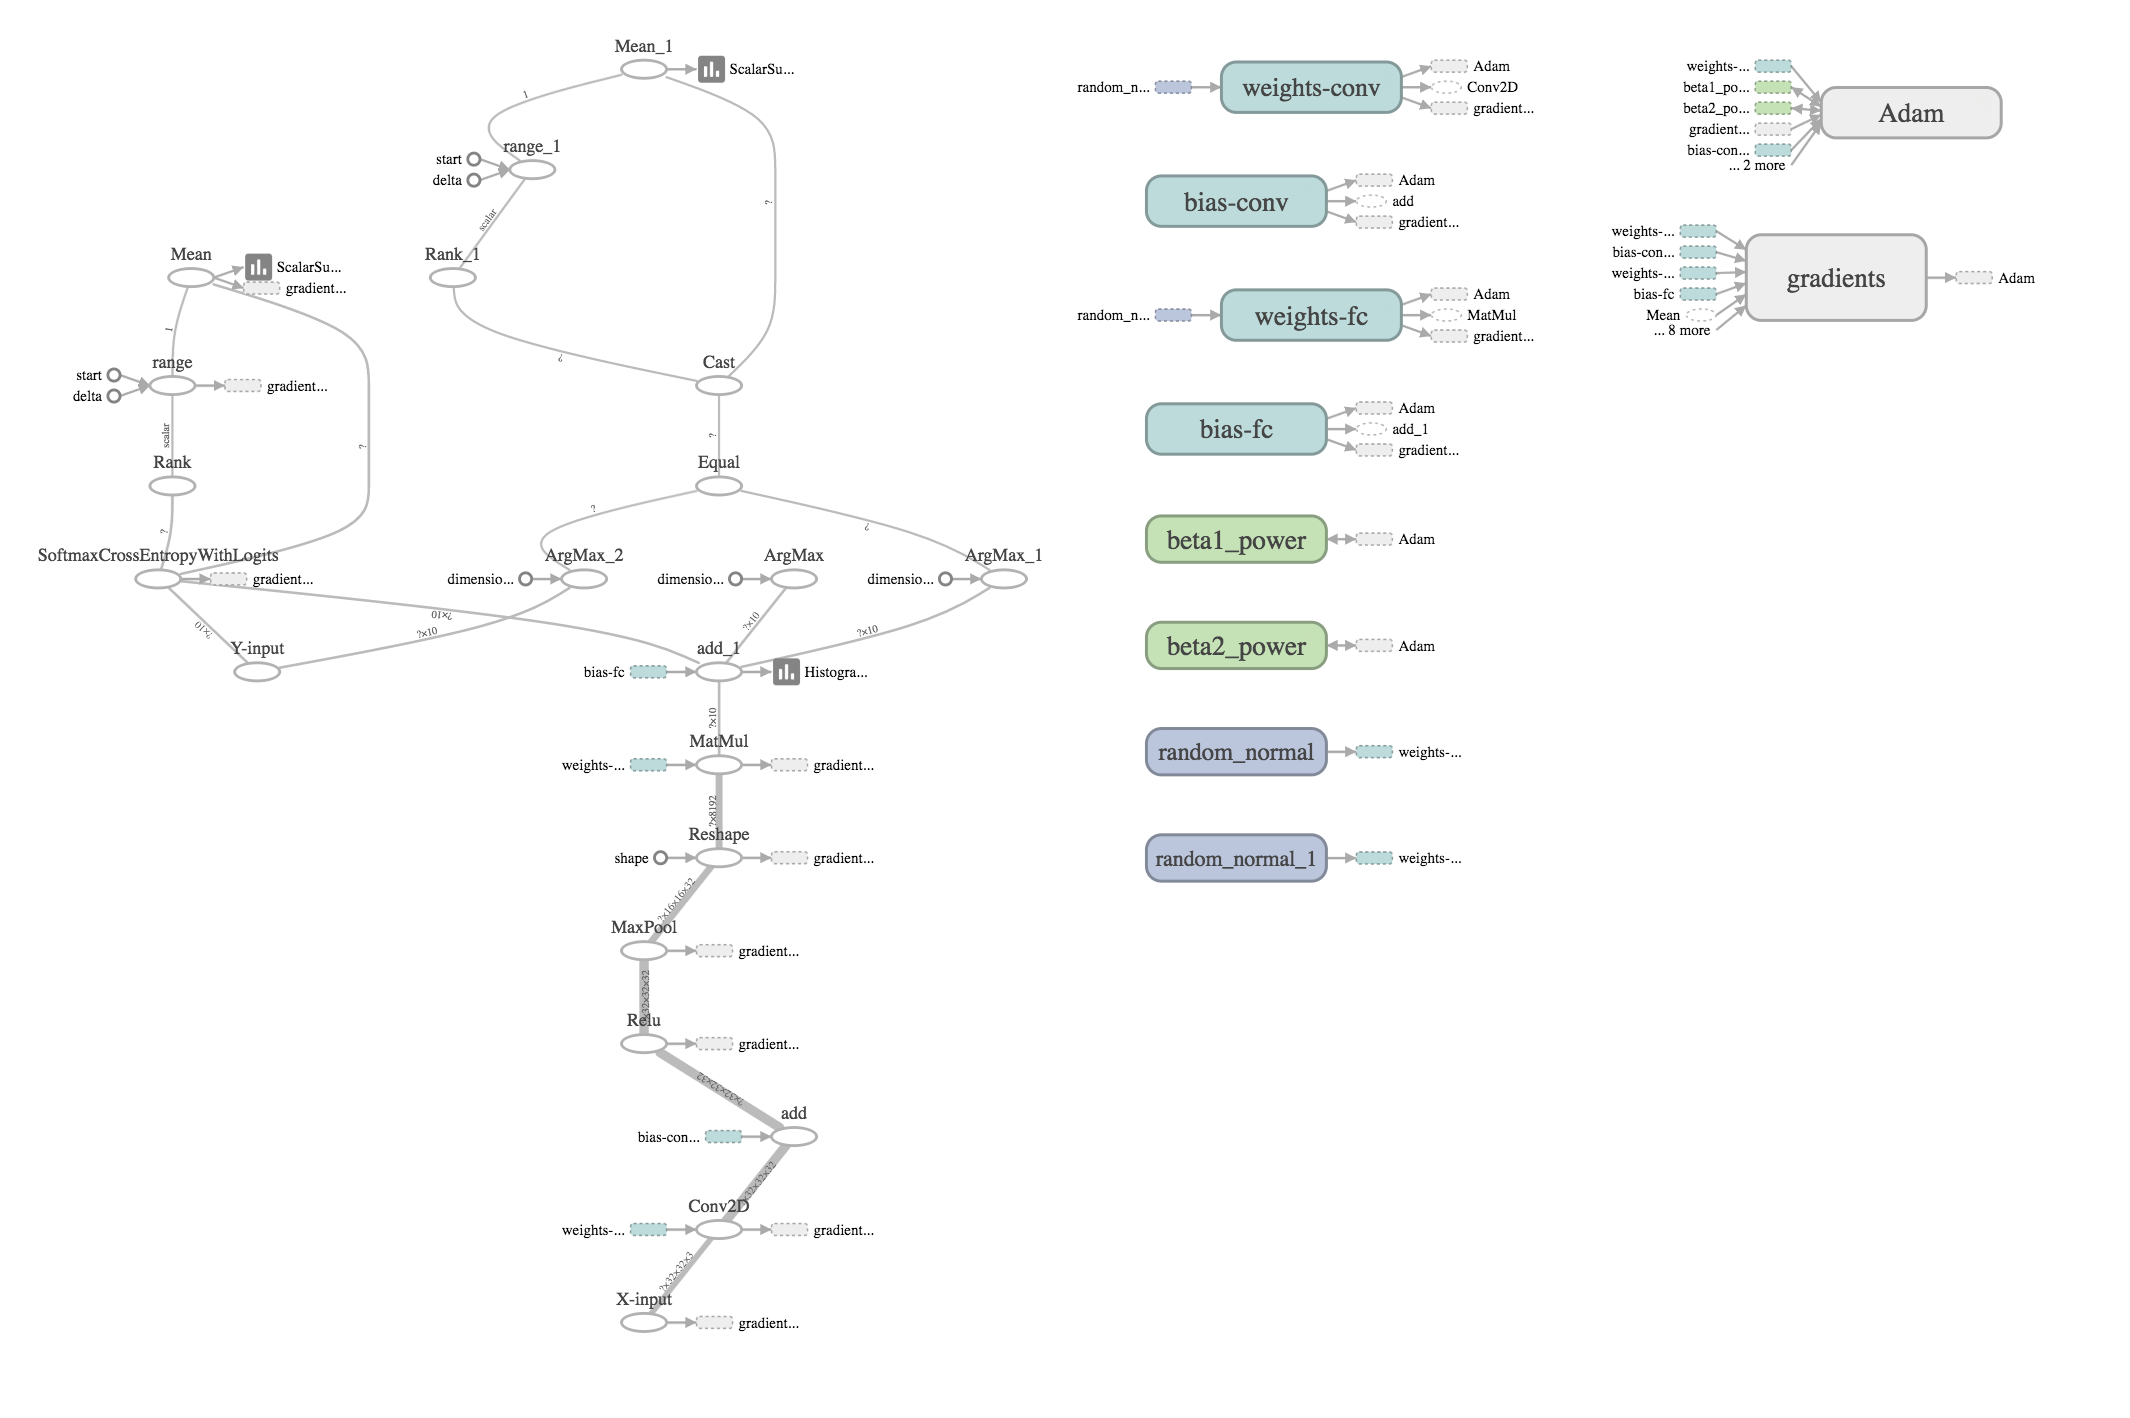 Mean_1
ScalarSu...
1
range_1
start
delta
scalar
?
Rank_1
Mean
ScalarSu...
gradient...
1
?
Cast
range
start
delta
gradient...
?
?
scalar
Rank
Equal
?
?
?
SoftmaxCrossEntropyWithLogits
gradient...
ArgMax_2
dimensio...
ArgMax
dimensio...
ArgMax_1
dimensio...
?×10
?×10
?×10
?×10
?×10
Y-input
add_1
bias-fc
Histogra...
?×10
MatMul
weights-...
gradient...
?×8192
Reshape
shape
gradient...
?×16×16×32
MaxPool
gradient...
?×32×32×32
Relu
gradient...
?×32×32×32
add
bias-con...
?×32×32×32
Conv2D
weights-...
gradient...
?×32×32×3
X-input
gradient...
random_n...
weights-conv
Adam
Conv2D
gradient...
bias-conv
Adam
add
gradient...
random_n...
weights-fc
Adam
MatMul
gradient...
bias-fc
Adam
add_1
gradient...
beta1_power
Adam
beta2_power
Adam
random_normal
weights-...
random_normal_1
weights-...
weights-...
beta1_po...
beta2_po...
gradient...
bias-con...
... 2 more
Adam
weights-...
bias-con...
weights-...
bias-fc
Mean
... 8 more
gradients
Adam